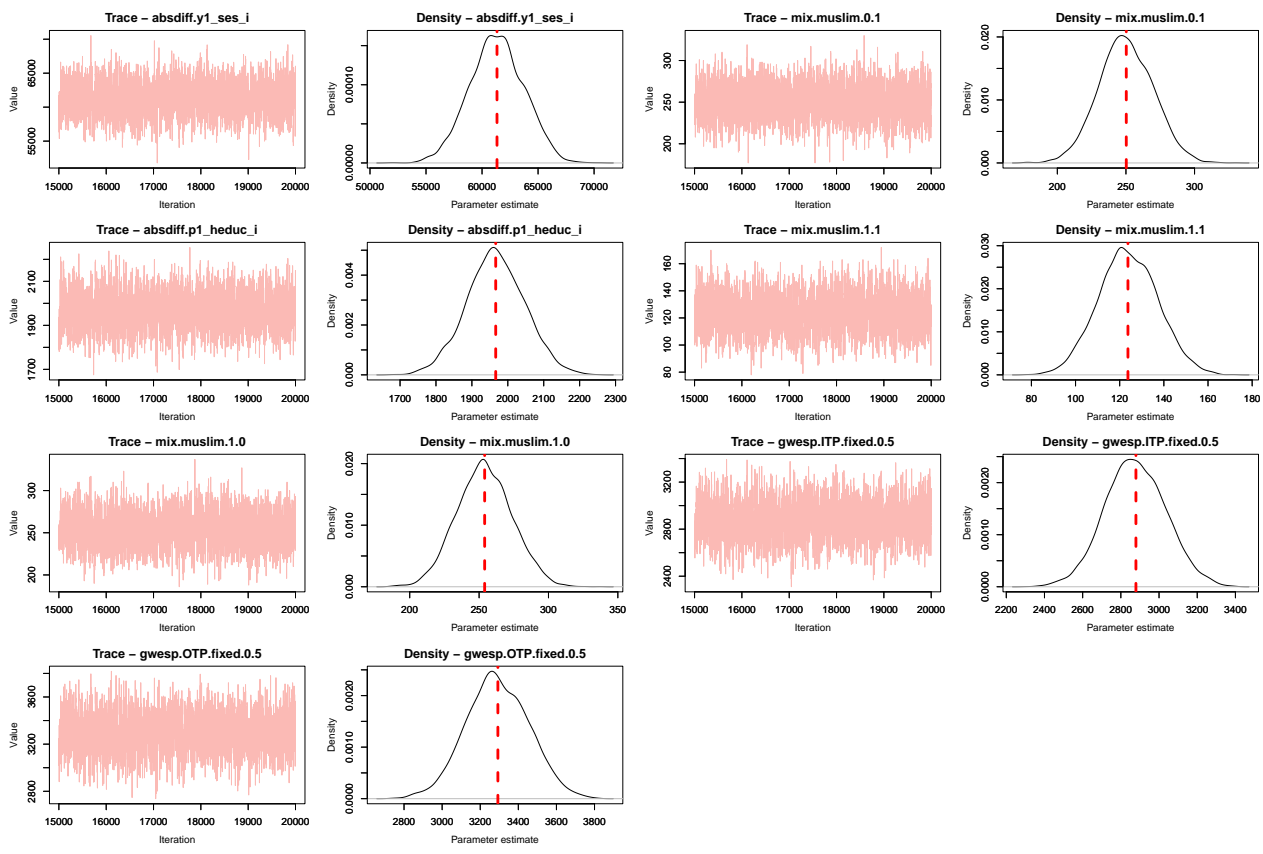 Trace − absdiff.y1_ses_i
Value
55000
65000
15000 16000 17000 18000 19000 20000
Iteration
Density − absdiff.y1_ses_i
Density
0.00000
0.00010
50000 55000 60000 65000 70000
Parameter estimate
Trace − mix.muslim.0.1
Value
200
250
300
15000 16000 17000 18000 19000 20000
Iteration
Density − mix.muslim.0.1
Density
0.000
0.010
0.020
200 250 300
Parameter estimate
Trace − absdiff.p1_heduc_i
Value
1700
1900
2100
15000 16000 17000 18000 19000 20000
Iteration
Density − absdiff.p1_heduc_i
Density
0.000
0.002
0.004
1700 1800 1900 2000 2100 2200 2300
Parameter estimate
Trace − mix.muslim.1.1
Value
80
100
120
140
160
15000 16000 17000 18000 19000 20000
Iteration
Density − mix.muslim.1.1
Density
0.000
0.010
0.020
0.030
80 100 120 140 160 180
Parameter estimate
Trace − mix.muslim.1.0
Value
200
250
300
15000 16000 17000 18000 19000 20000
Iteration
Density − mix.muslim.1.0
Density
0.000
0.010
0.020
200 250 300 350
Parameter estimate
Trace − gwesp.ITP.fixed.0.5
Value
2400
2800
3200
15000 16000 17000 18000 19000 20000
Iteration
Density − gwesp.ITP.fixed.0.5
Density
0.0000
0.0010
0.0020
2200 2400 2600 2800 3000 3200 3400
Parameter estimate
Trace − gwesp.OTP.fixed.0.5
Value
2800
3200
3600
15000 16000 17000 18000 19000 20000
Iteration
Density − gwesp.OTP.fixed.0.5
Density
0.0000
0.0010
0.0020
2800 3000 3200 3400 3600 3800
Parameter estimate